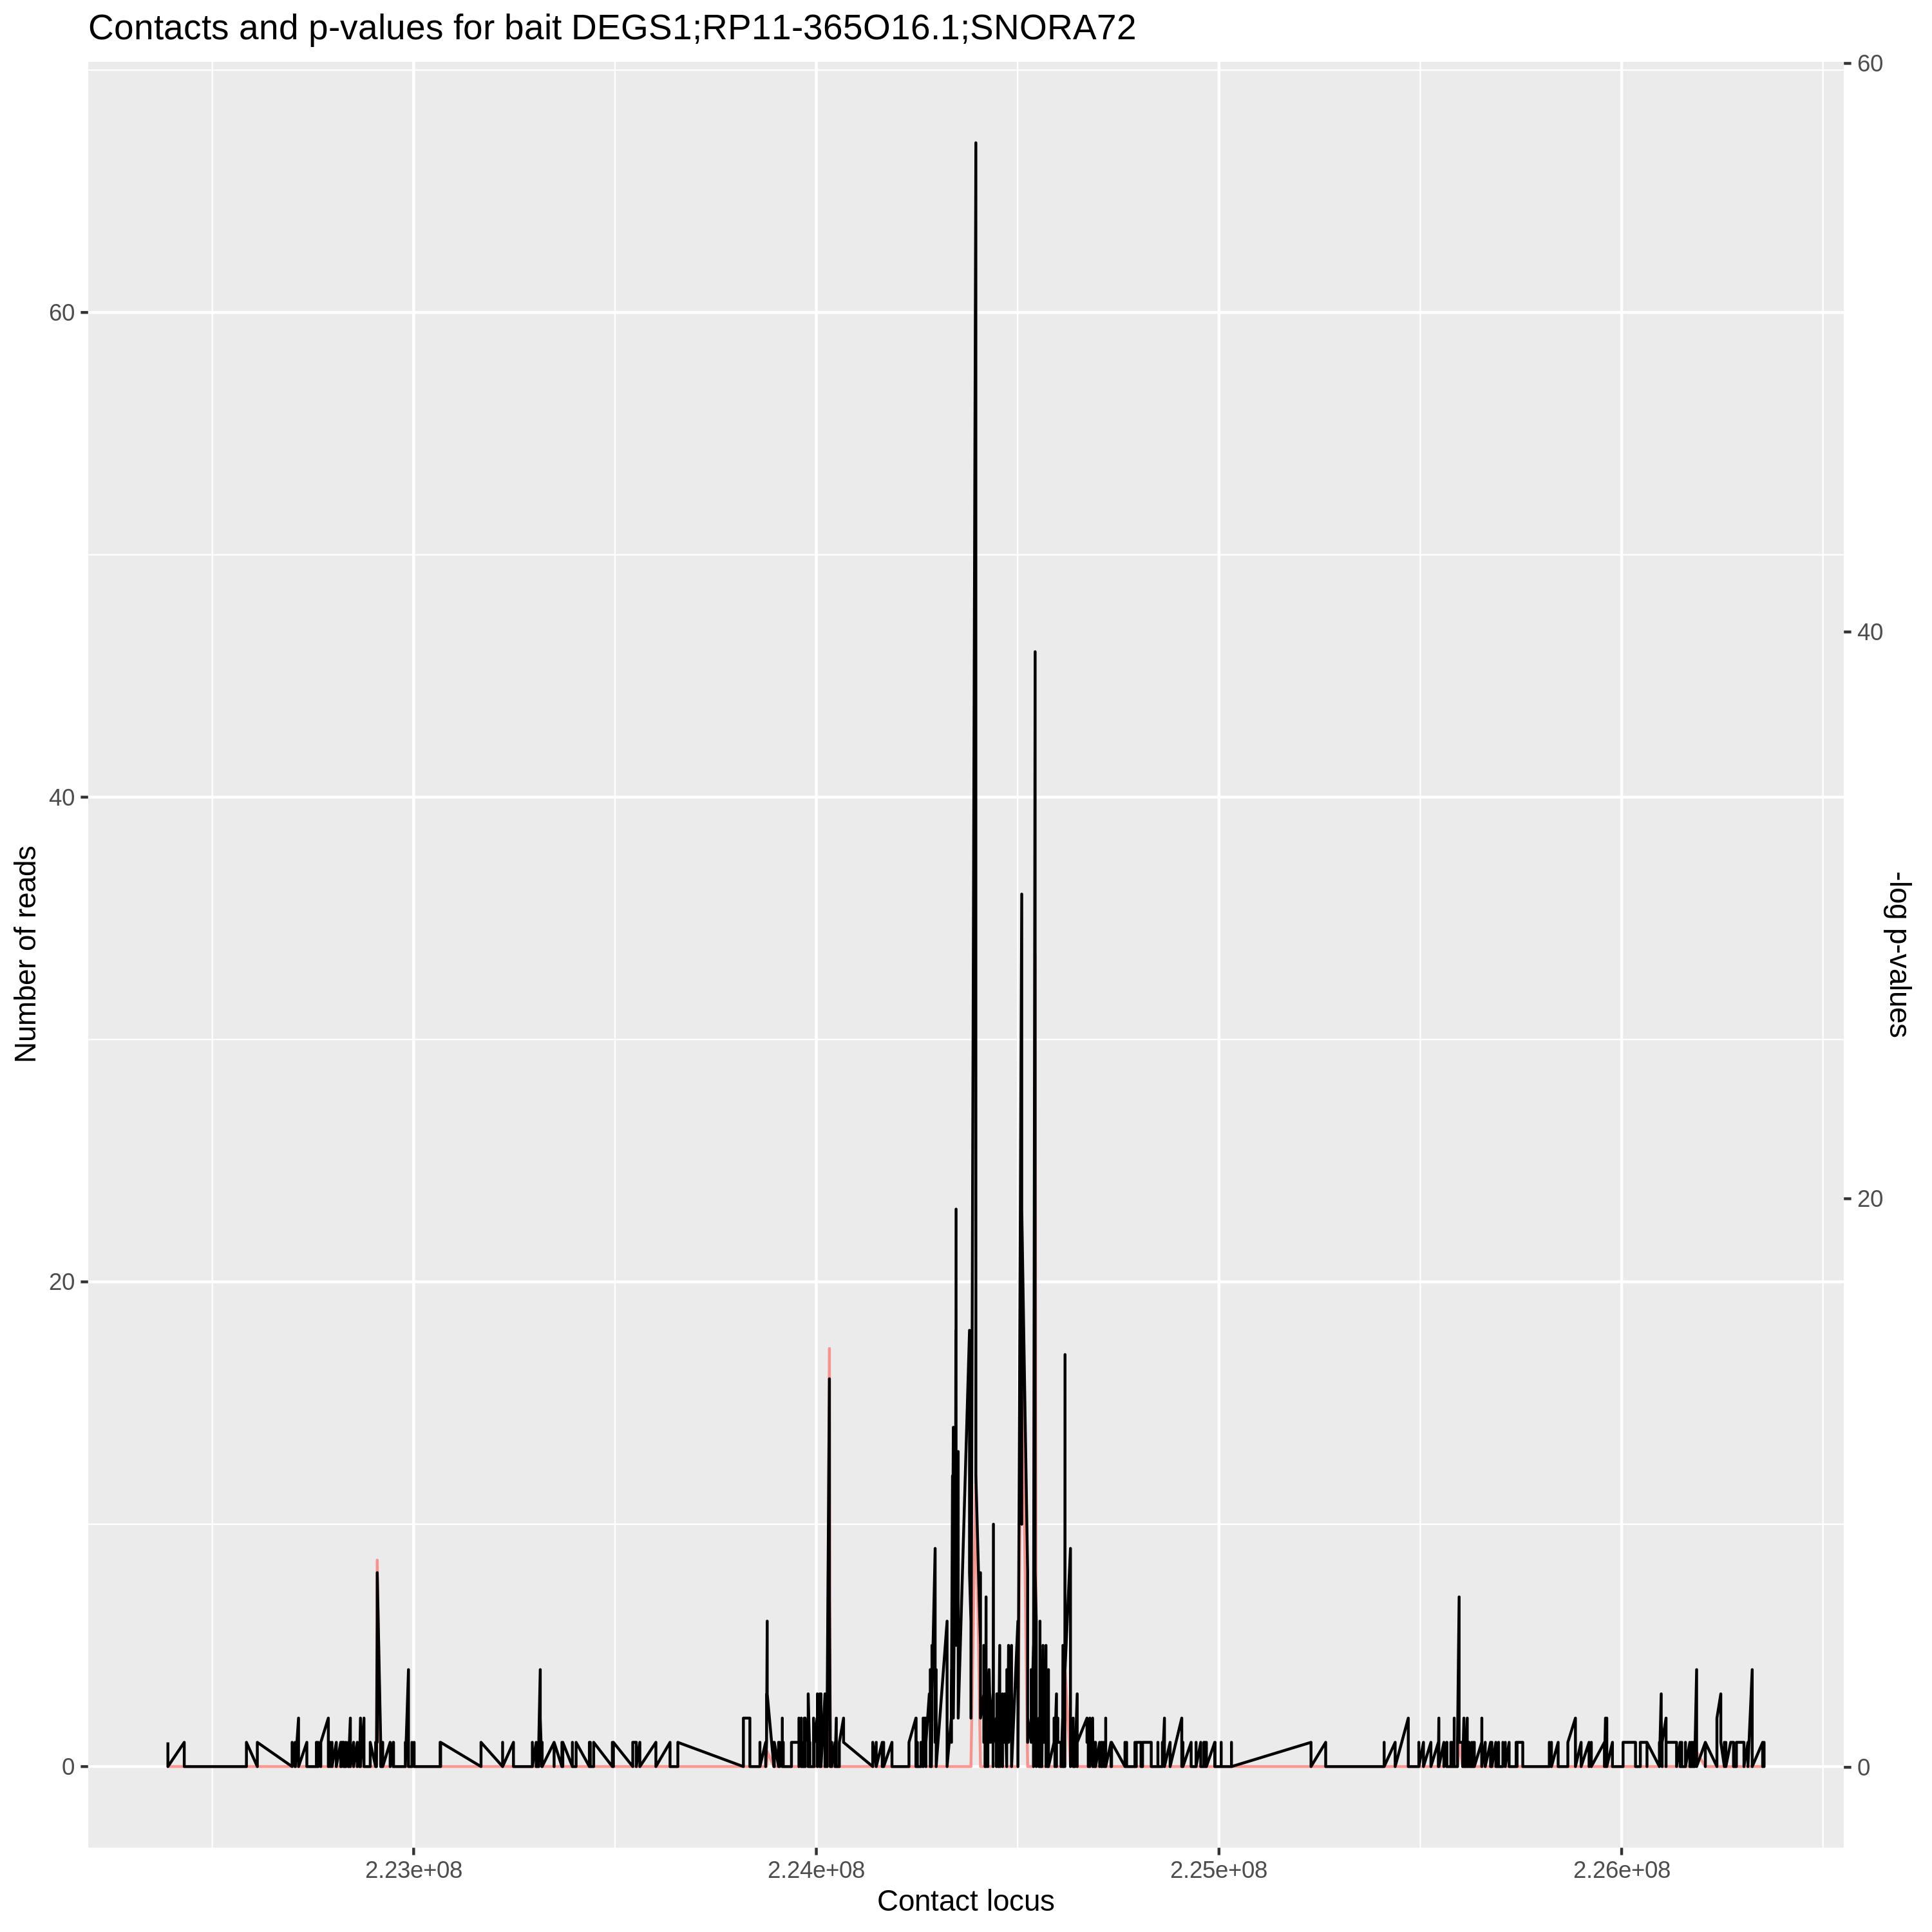 Contacts and p-values for bait DEGS1;RP11-365O16.1;SNORA72
60
40
20
0
Number of reads
60
40
20
0
-log p-values
2.23e+08
2.24e+08
2.25e+08
2.26e+08
Contact locus